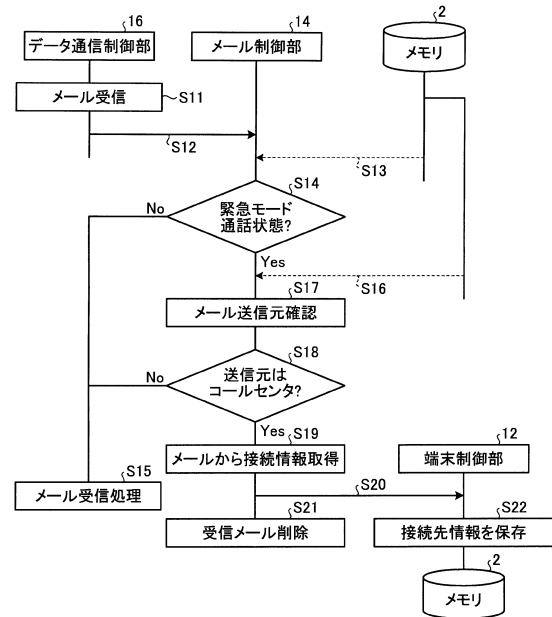 16
14
2
データ通信制御部
メール制御部
メモリ
メール受信
S11
S12
S13
S14
No
緊急モード
通話状態?
Yes
S16
S17
メール送信元確認
S18
No
送信元は
コールセンタ?
Yes
S19
メールから接続情報取得
12
端末制御部
S15
メール受信処理
S20
S21
受信メール削除
S22
接続先情報を保存
2
メモリ